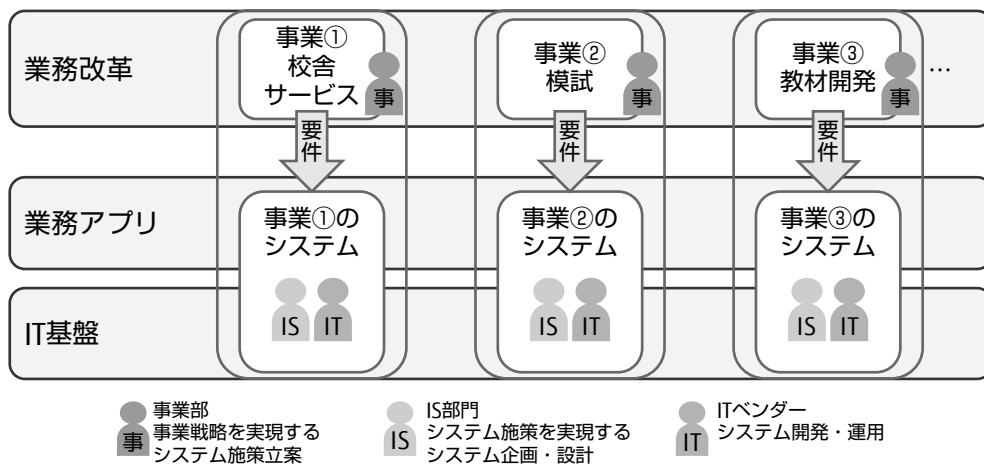 業務改革
事業①
校舎
サービス
事
事業②
模試
事
事業③
教材開発
事
…
要件
要件
要件
業務アプリ
事業①の
システム
事業②の
システム
事業③の
システム
IT基盤
IS
IT
IS
IT
IS
IT
事
事業部
事業戦略を実現する
システム施策立案
IS
IS部門
システム施策を実現する
システム企画・設計
IT
ITベンダー
システム開発・運用